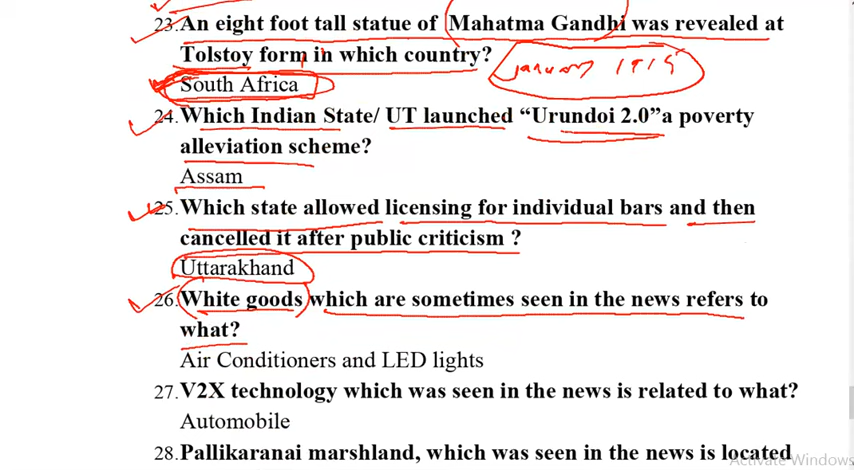 23. An eight foot tall statue of Mahatma Gandhi was revealed at
Tolstoy form in which country?
January 1915
South Africa
24. Which Indian State/ UT launched “Urundoi 2.0”a poverty
alleviation scheme?
Assam
25. Which state allowed licensing for individual bars and then
cancelled it after public criticism ?
Uttarakhand
26. White goods which are sometimes seen in the news refers to
what?
Air Conditioners and LED lights
27. V2X technology which was seen in the news is related to what?
Automobile
28. Pallikaranai marshland, which was seen in the news is located
Activate Windows